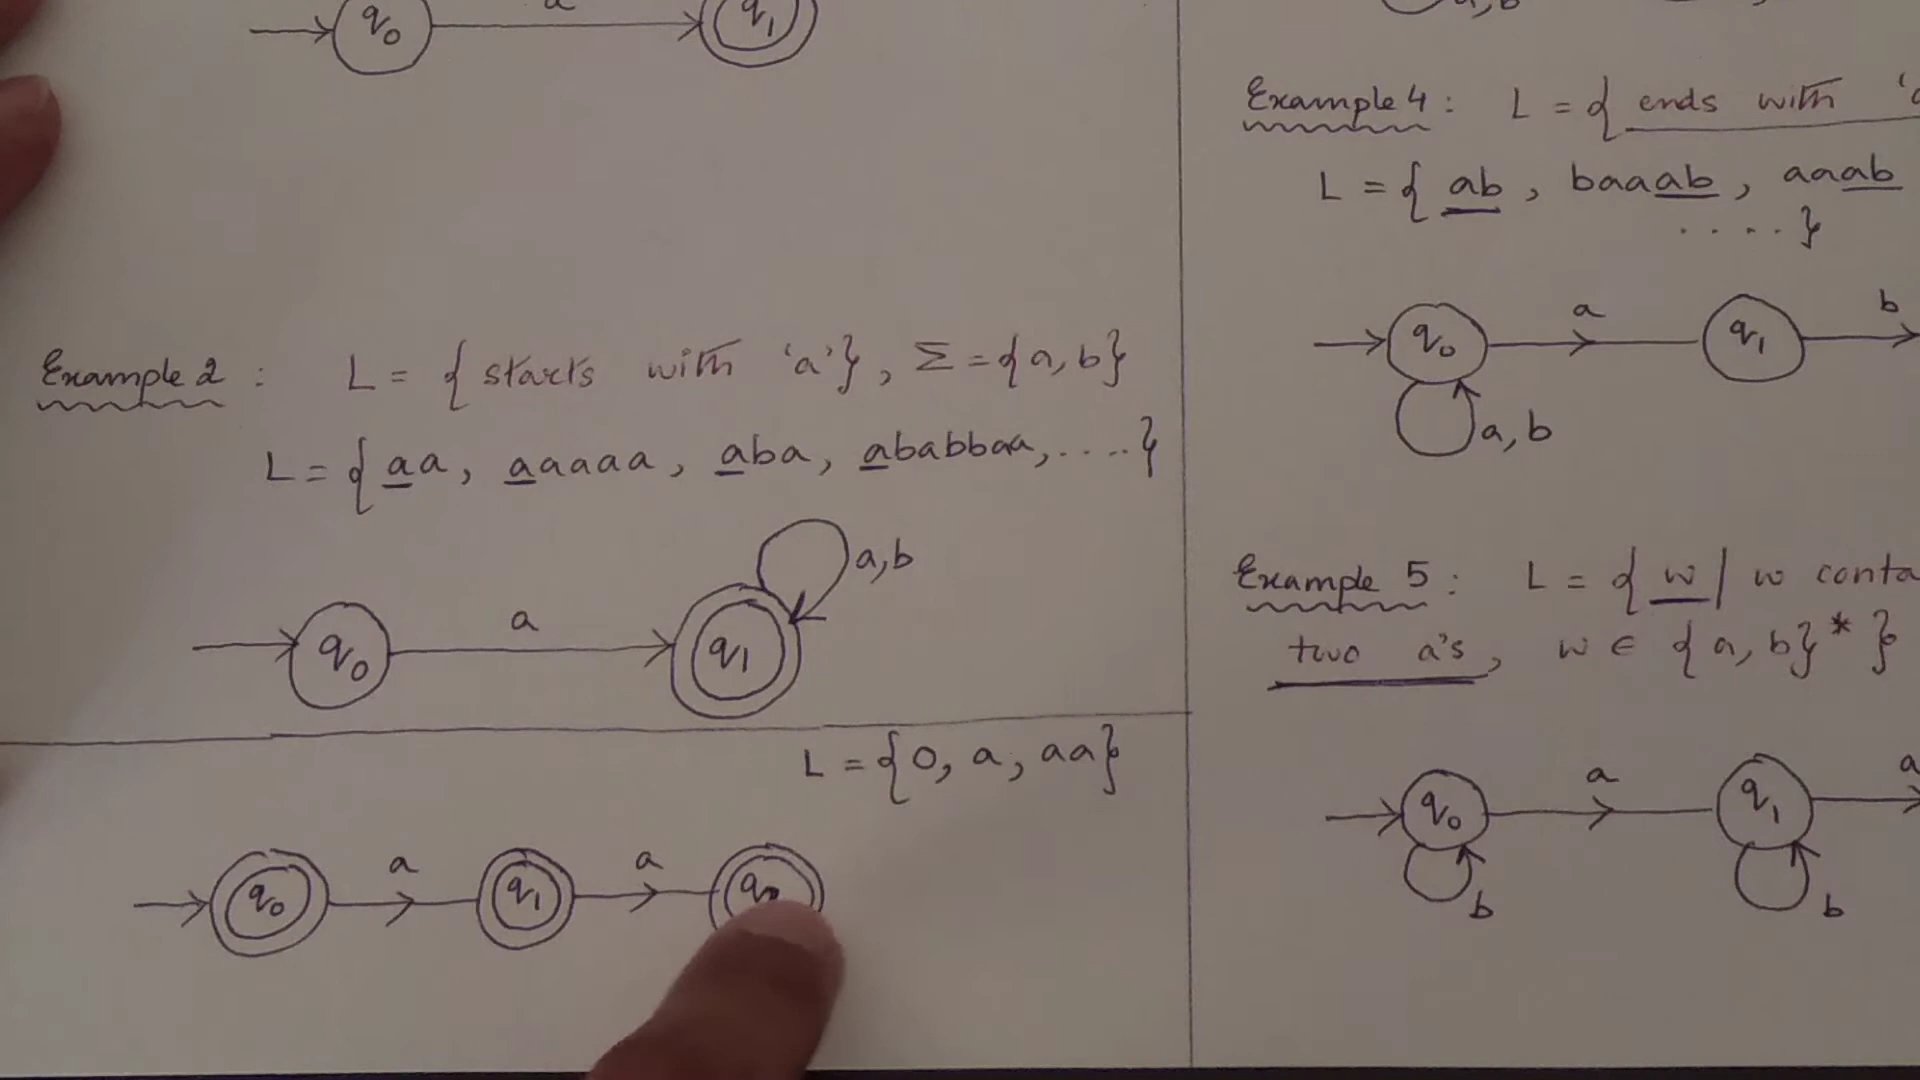 a
q₀ q₁
Example 2 : L = { starts with 'a'}, Σ = {a, b}
L = { aa, aaaaa, aba, ababbaa, ....}
a,b
a
q₀ q₁
L = {0, a, aa}
a a
q₀ q₁
a,b
Example 4 : L = { ends with
L = { ab, baaab, aaab
....}
a b
q₀ q₁
a, b
Example 5 : L = { w | w conta
two a's, w ∈ {a, b}* }
a a
q₀ q₁
b b